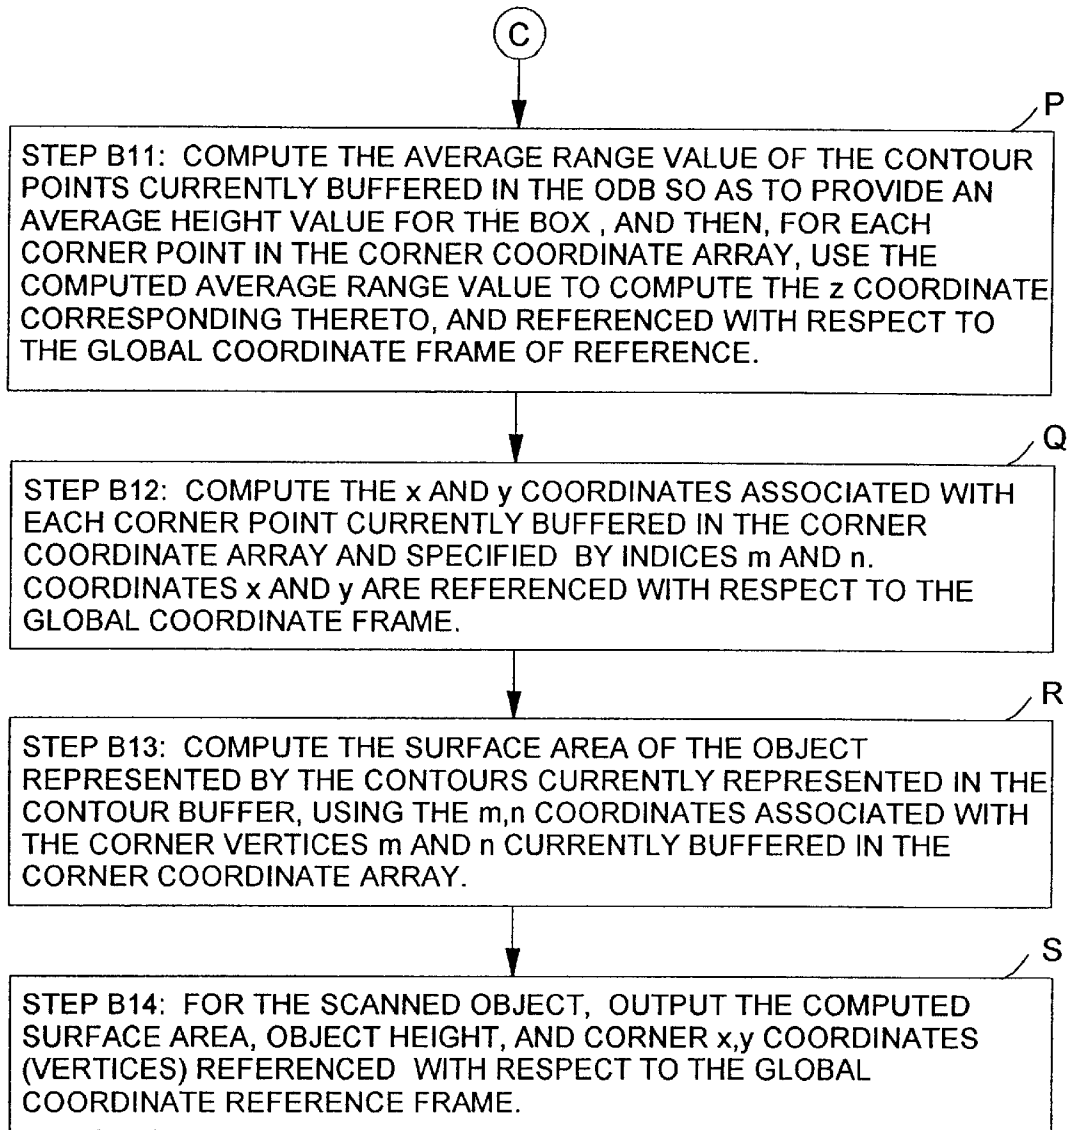 C
P
STEP B11: COMPUTE THE AVERAGE RANGE VALUE OF THE CONTOUR
POINTS CURRENTLY BUFFERED IN THE ODB SO AS TO PROVIDE AN
AVERAGE HEIGHT VALUE FOR THE BOX , AND THEN, FOR EACH
CORNER POINT IN THE CORNER COORDINATE ARRAY, USE THE
COMPUTED AVERAGE RANGE VALUE TO COMPUTE THE z COORDINATE
CORRESPONDING THERETO, AND REFERENCED WITH RESPECT TO
THE GLOBAL COORDINATE FRAME OF REFERENCE.
Q
STEP B12: COMPUTE THE x AND y COORDINATES ASSOCIATED WITH
EACH CORNER POINT CURRENTLY BUFFERED IN THE CORNER
COORDINATE ARRAY AND SPECIFIED BY INDICES m AND n.
COORDINATES x AND y ARE REFERENCED WITH RESPECT TO THE
GLOBAL COORDINATE FRAME.
R
STEP B13: COMPUTE THE SURFACE AREA OF THE OBJECT
REPRESENTED BY THE CONTOURS CURRENTLY REPRESENTED IN THE
CONTOUR BUFFER, USING THE m,n COORDINATES ASSOCIATED WITH
THE CORNER VERTICES m AND n CURRENTLY BUFFERED IN THE
CORNER COORDINATE ARRAY.
S
STEP B14: FOR THE SCANNED OBJECT, OUTPUT THE COMPUTED
SURFACE AREA, OBJECT HEIGHT, AND CORNER x,y COORDINATES
(VERTICES) REFERENCED WITH RESPECT TO THE GLOBAL
COORDINATE REFERENCE FRAME.